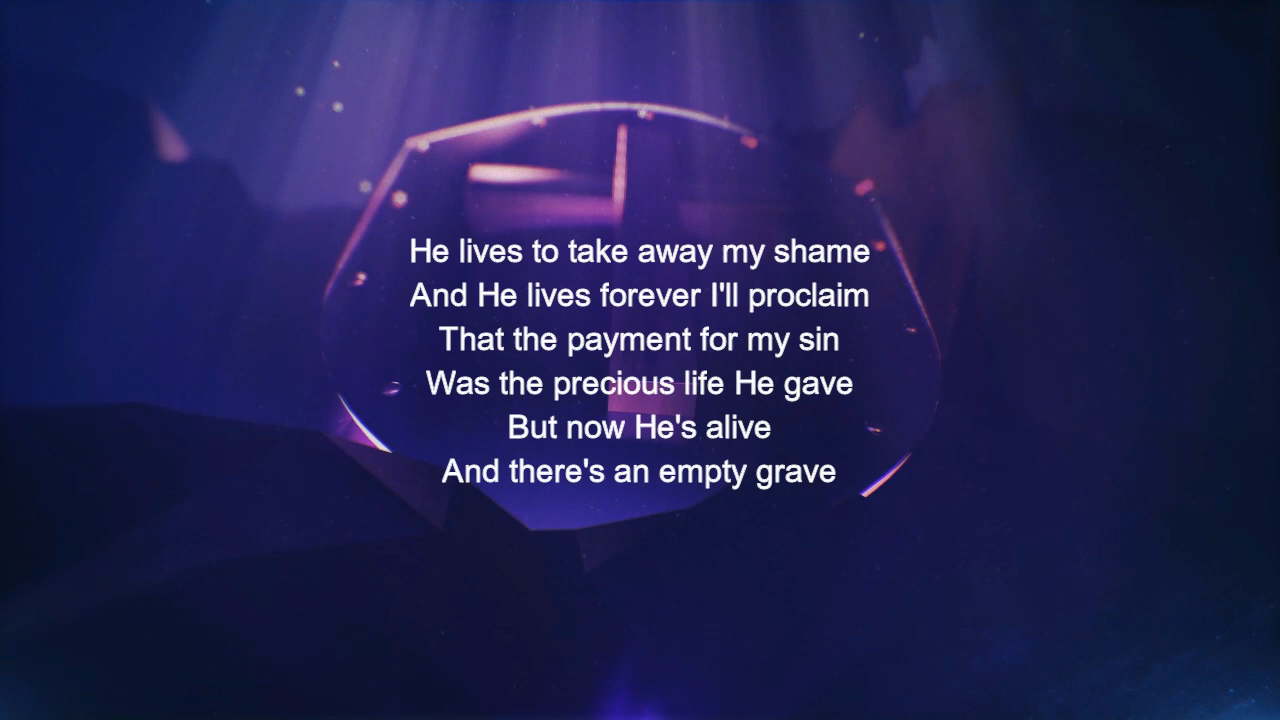 He lives to take away my shame
And He lives forever I'll proclaim
That the payment for my sin
Was the precious life He gave
But now He's alive
And there's an empty grave